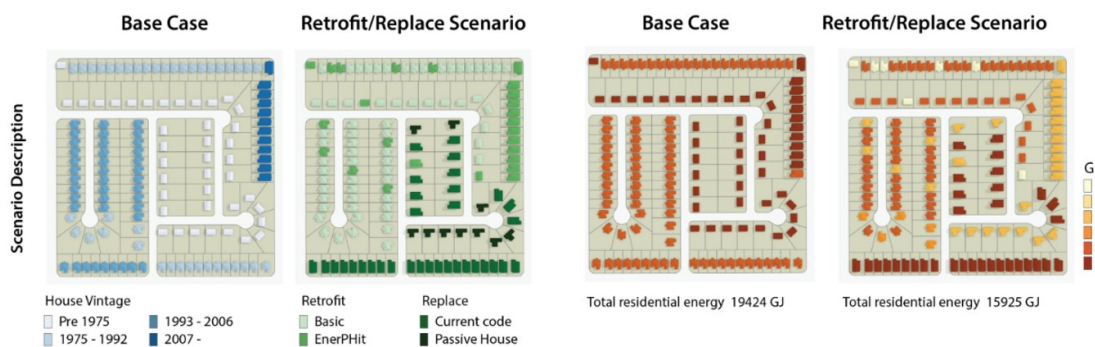 Base Case
Retrofit/Replace Scenario
Base Case
Retrofit/Replace Scenario
Scenario Description
G
House Vintage
Pre 1975
1993 - 2006
1975 - 1992
2007 -
Retrofit
Replace
Basic
Current code
EnerPHit
Passive House
Total residential energy 19424 GJ
Total residential energy 15925 GJ